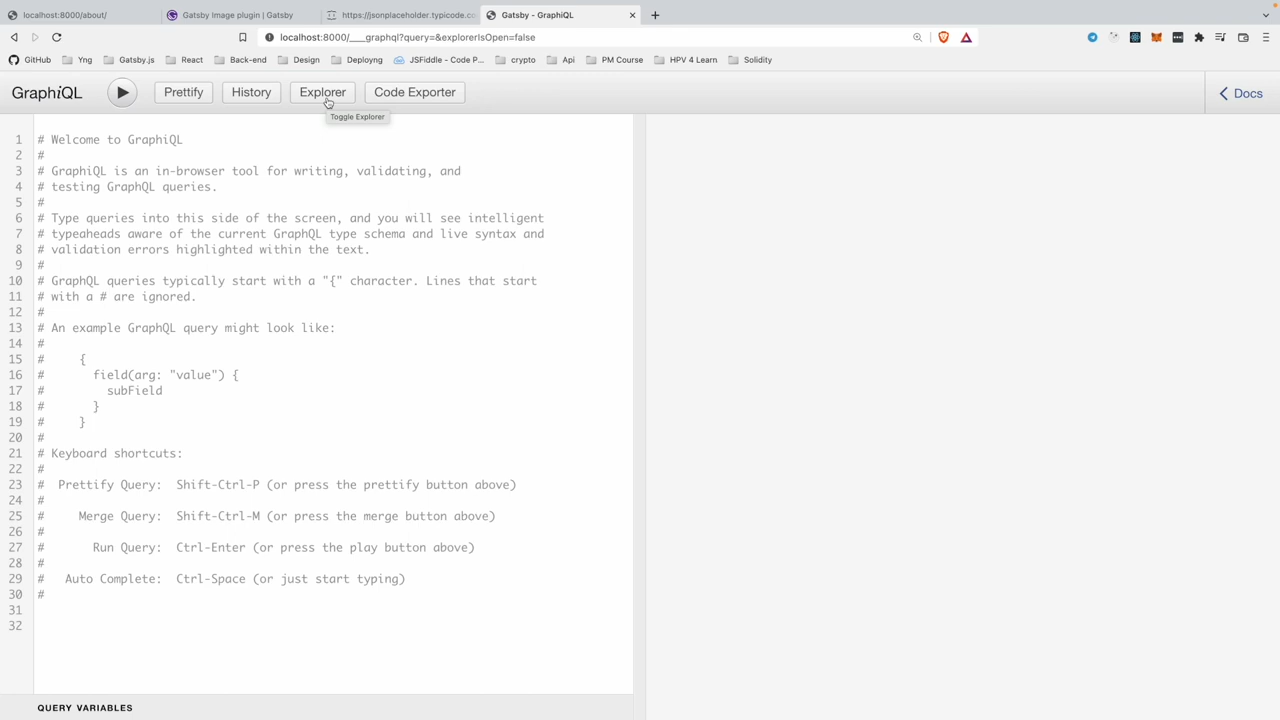 localhost:8000/about/
Gatsby Image plugin | Gatsby
https://jsonplaceholder.typicode.co
Gatsby - GraphiQL
localhost:8000/___graphql?query=&explorerIsOpen=false
GitHub
Yng
Gatsby.js
React
Back-end
Design
Deployng
JSFiddle - Code P...
crypto
Api
PM Course
HPV 4 Learn
Solidity
GraphiQL
Prettify
History
Explorer
Code Exporter
Docs
Toggle Explorer
1 # Welcome to GraphiQL
2 #
3 # GraphiQL is an in-browser tool for writing, validating, and
4 # testing GraphQL queries.
5 #
6 # Type queries into this side of the screen, and you will see intelligent
7 # typeaheads aware of the current GraphQL type schema and live syntax and
8 # validation errors highlighted within the text.
9 #
10 # GraphQL queries typically start with a "{" character. Lines that start
11 # with a # are ignored.
12 #
13 # An example GraphQL query might look like:
14 #
15 #     {
16 #       field(arg: "value") {
17 #         subField
18 #       }
19 #     }
20 #
21 # Keyboard shortcuts:
22 #
23 #  Prettify Query:  Shift-Ctrl-P (or press the prettify button above)
24 #
25 #     Merge Query:  Shift-Ctrl-M (or press the merge button above)
26 #
27 #       Run Query:  Ctrl-Enter (or press the play button above)
28 #
29 #   Auto Complete:  Ctrl-Space (or just start typing)
30 #
31
32
QUERY VARIABLES